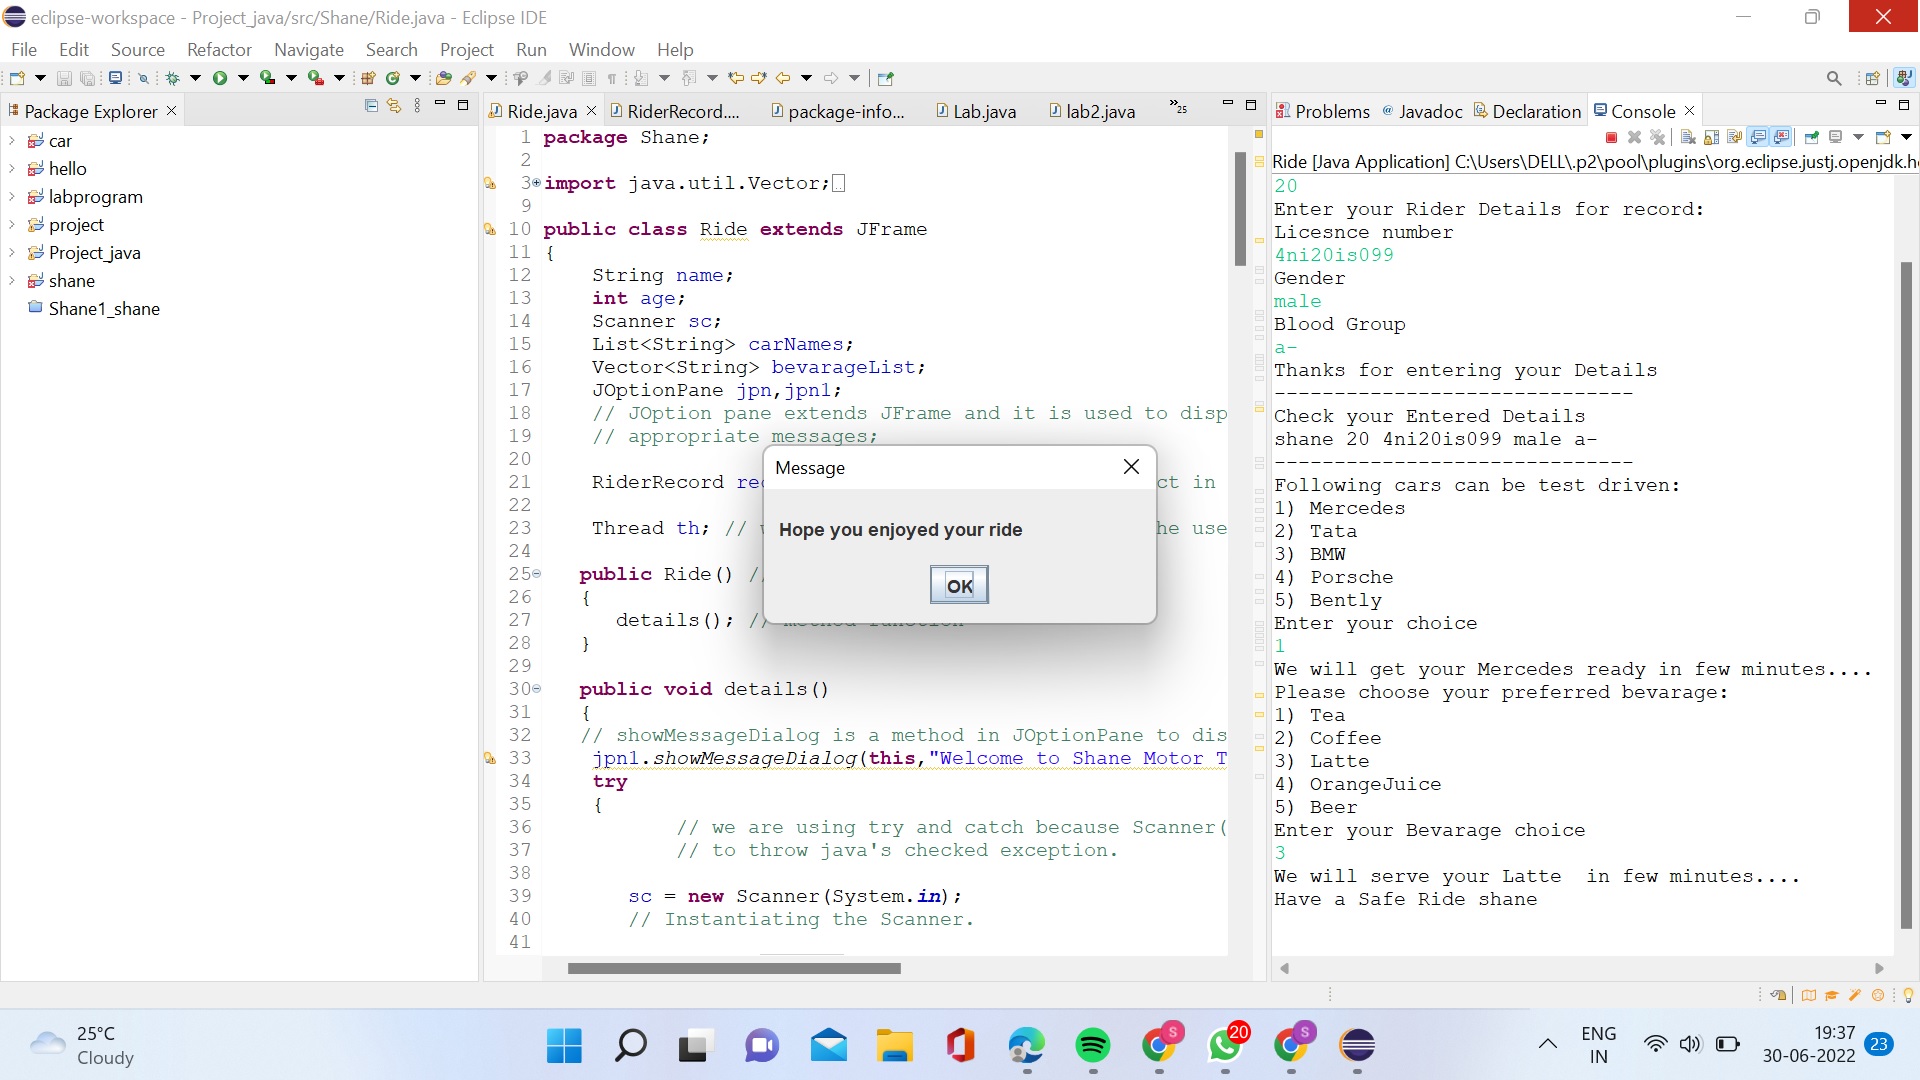 eclipse-workspace - Project_java/src/Shane/Ride.java - Eclipse IDE
File Edit Source Refactor Navigate Search Project Run Window Help
Package Explorer
car
hello
labprogram
project
Project_java
shane
Shane1_shane
Ride.java RiderRecord.... package-info... Lab.java lab2.java »25
1 package Shane;
2
3 import java.util.Vector;
9
10 public class Ride extends JFrame
11 {
12 String name;
13 int age;
14 Scanner sc;
15 List<String> carNames;
16 Vector<String> bevarageList;
17 JOptionPane jpn,jpn1;
18 // JOption pane extends JFrame and it is used to disp
19 // appropriate messages;
20
21 RiderRecord rec ct in
22
23 Thread th; // he use
24
25 public Ride() //
26 {
27 details(); // method function
28 }
29
30 public void details()
31 {
32 // showMessageDialog is a method in JOptionPane to dis
33 jpn1.showMessageDialog(this,"Welcome to Shane Motor T
34 try
35 {
36 // we are using try and catch because Scanner(
37 // to throw java's checked exception.
38
39 sc = new Scanner(System.in);
40 // Instantiating the Scanner.
41
Message
Hope you enjoyed your ride
OK
Problems @ Javadoc Declaration Console
Ride [Java Application] C:\Users\DELL\.p2\pool\plugins\org.eclipse.justj.openjdk.h
20
Enter your Rider Details for record:
Licesnce number
4ni20is099
Gender
male
Blood Group
a-
Thanks for entering your Details
------------------------------
Check your Entered Details
shane 20 4ni20is099 male a-
------------------------------
Following cars can be test driven:
1) Mercedes
2) Tata
3) BMW
4) Porsche
5) Bently
Enter your choice
1
We will get your Mercedes ready in few minutes....
Please choose your preferred bevarage:
1) Tea
2) Coffee
3) Latte
4) OrangeJuice
5) Beer
Enter your Bevarage choice
3
We will serve your Latte  in few minutes....
Have a Safe Ride shane
25°C
Cloudy
S
20
S
ENG
IN
19:37
30-06-2022
23